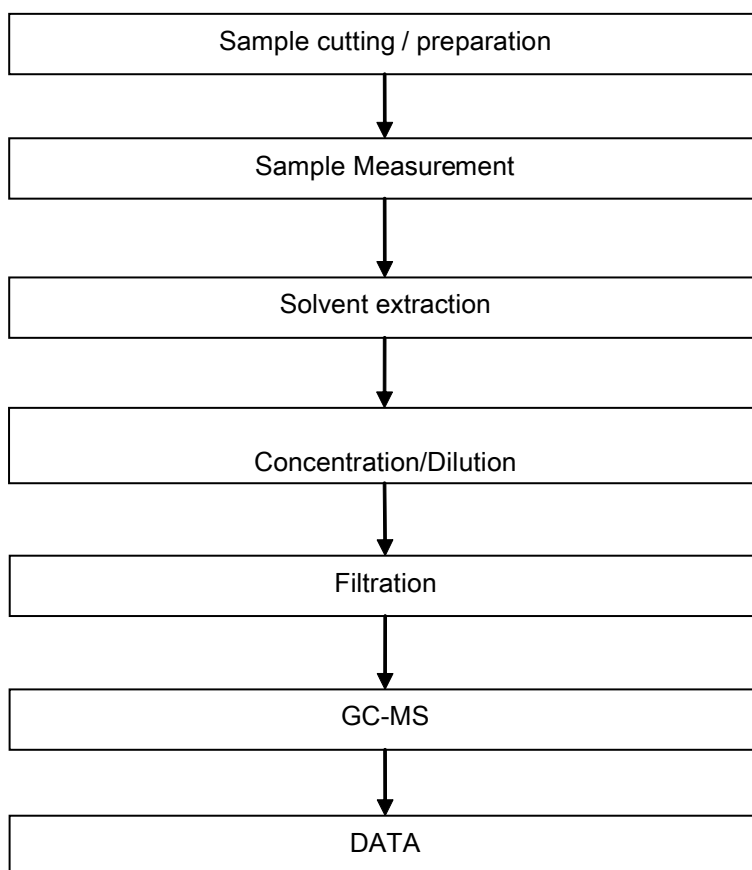 Sample cutting / preparation
Sample Measurement
Solvent extraction
Concentration/Dilution
Filtration
GC-MS
DATA